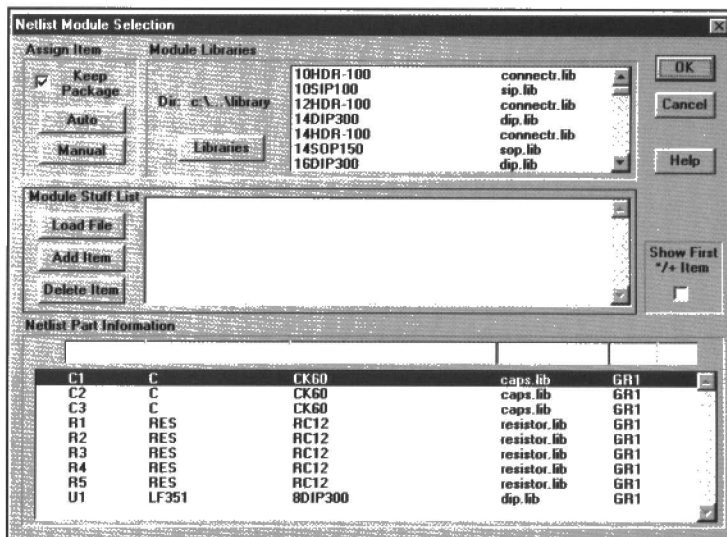 Netlist Module Selection
Assign Item
Keep Package
Auto
Manual
Module Libraries
Dir: c:\...\library
Libraries
10HDR-100 connectr.lib
10SIP100 sip.lib
12HDR-100 connectr.lib
14DIP300 dip.lib
14HDR-100 connectr.lib
14SOP150 sop.lib
16DIP300 dip.lib
OK
Cancel
Help
Module Stuff List
Load File
Add Item
Delete Item
Show First
*/+ Item
Netlist Part Information
C1 C CK60 caps.lib GR1
C2 C CK60 caps.lib GR1
C3 C CK60 caps.lib GR1
R1 RES RC12 resistor.lib GR1
R2 RES RC12 resistor.lib GR1
R3 RES RC12 resistor.lib GR1
R4 RES RC12 resistor.lib GR1
R5 RES RC12 resistor.lib GR1
U1 LF351 8DIP300 dip.lib GR1